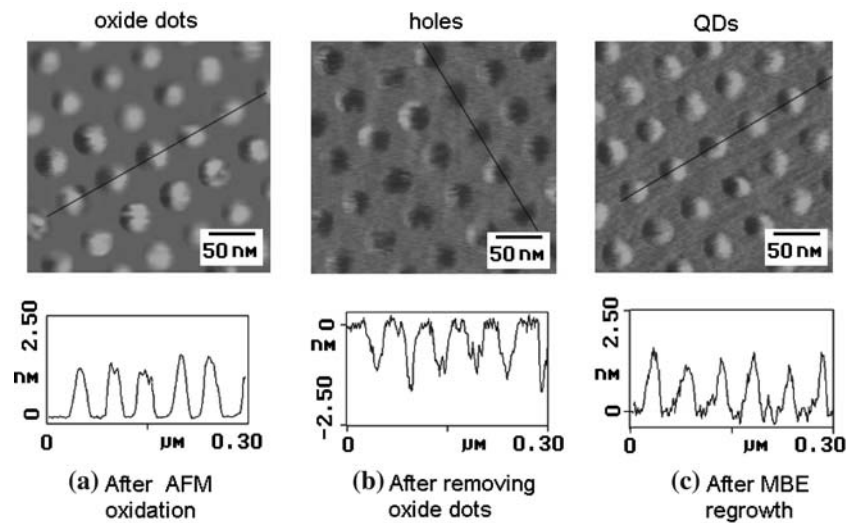 oxide dots
holes
QDs
50 nm
50 nm
50 nm
2.50
nm
0
0
μm
0.30
0
nm
-2.50
0
μm
0.30
2.50
nm
0
0
μm
0.30
(a) After AFM
oxidation
(b) After removing
oxide dots
(c) After MBE
regrowth